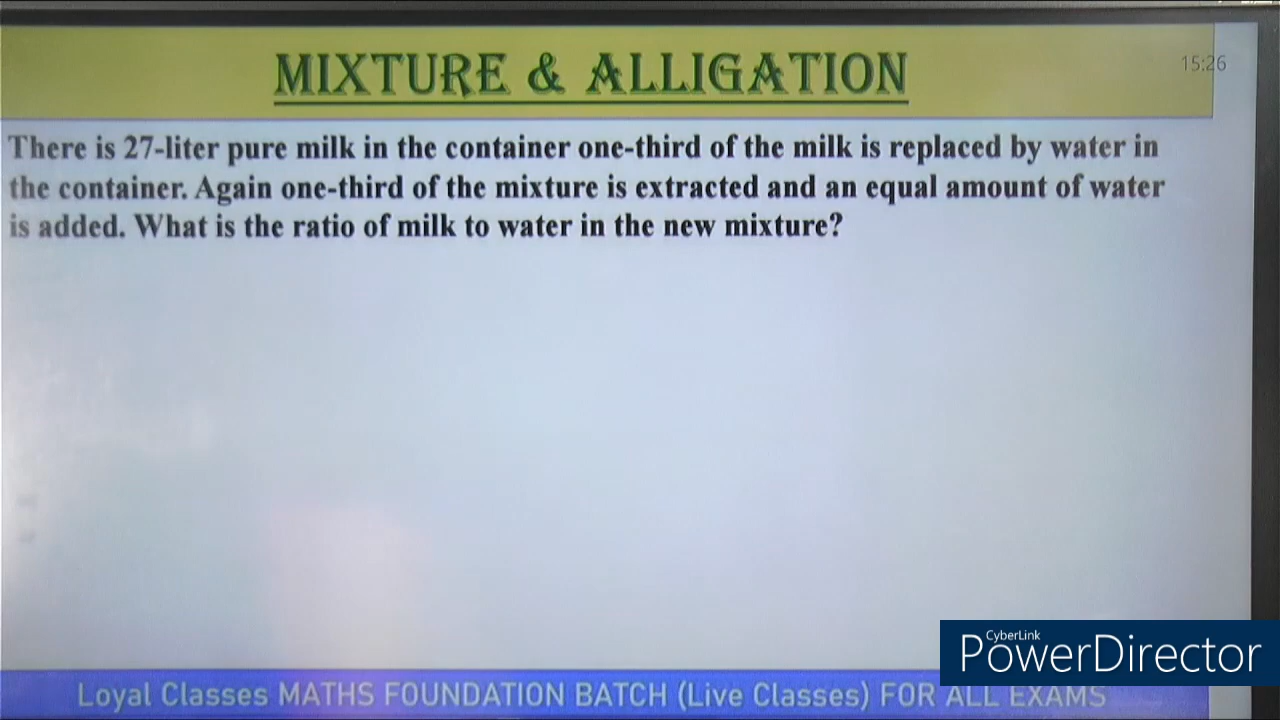 MIXTURE & ALLIGATION
15:26
There is 27-liter pure milk in the container one-third of the milk is replaced by water in
the container. Again one-third of the mixture is extracted and an equal amount of water
is added. What is the ratio of milk to water in the new mixture?
CyberLink
PowerDirector
Loyal Classes MATHS FOUNDATION BATCH (Live Classes) FOR ALL EXAMS